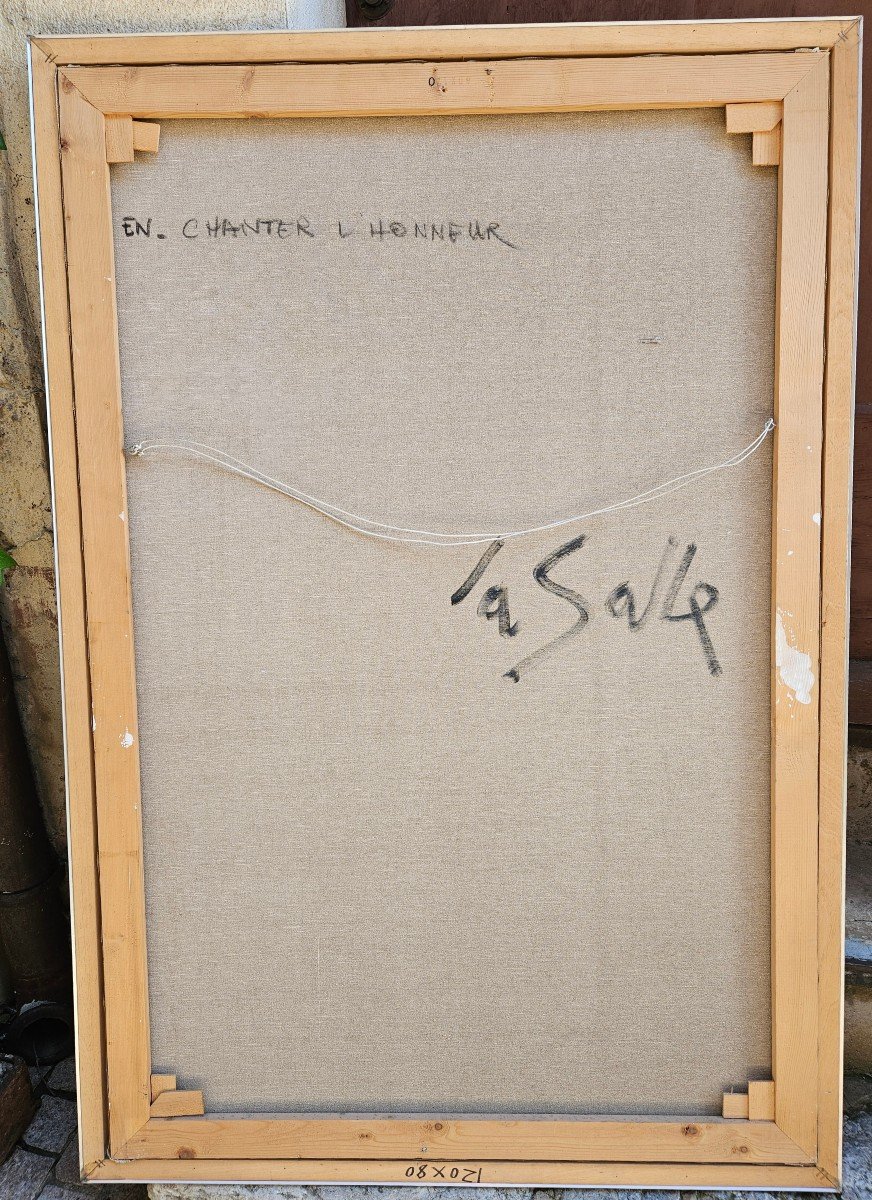 EN. CHANTER L HONNEUR
laSalle
120X80